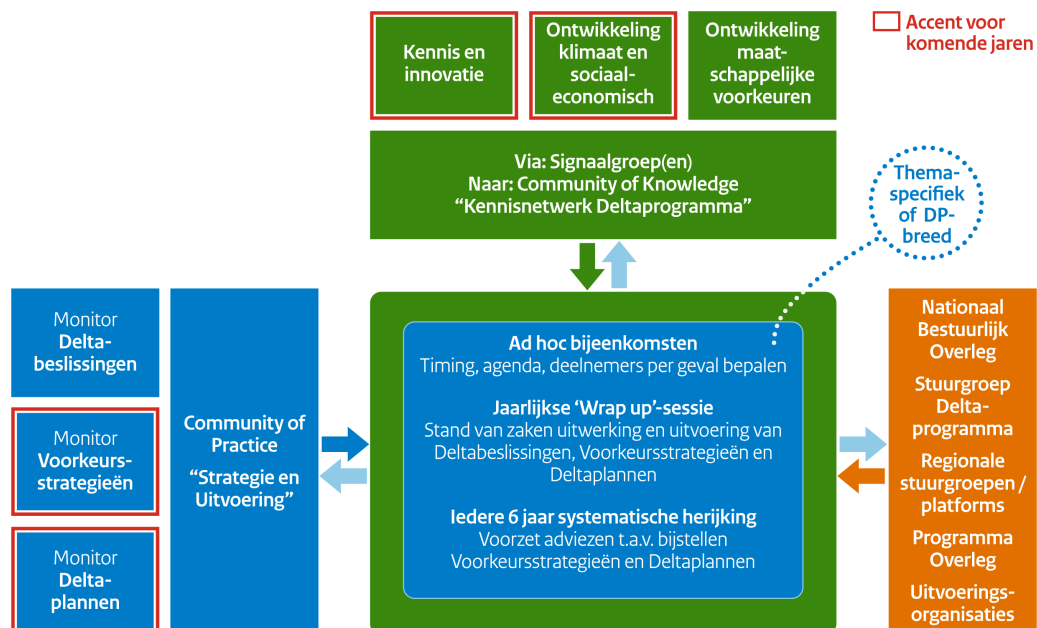 Kennis en
innovatie
Ontwikkeling
klimaat en
sociaal-
economisch
Ontwikkeling
maat-
schappelijke
voorkeuren
Accent voor
komende jaren
Via: Signaalgroep(en)
Naar: Community of Knowledge
“Kennisnetwerk Deltaprogramma”
Thema-
specifiek
of DP-
breed
Monitor
Delta-
beslissingen
Monitor
Voorkeurs-
strategieën
Monitor
Delta-
plannen
Community of
Practice
“Strategie en
Uitvoering”
Ad hoc bijeenkomsten
Timing, agenda, deelnemers per geval bepalen
Jaarlijkse ‘Wrap up’-sessie
Stand van zaken uitwerking en uitvoering van
Deltabeslissingen, Voorkeursstrategieën en
Deltaplannen
Iedere 6 jaar systematische herijking
Voorzet adviezen t.a.v. bijstellen
Voorkeursstrategieën en Deltaplannen
Nationaal
Bestuurlijk
Overleg
Stuurgroep
Delta-
programma
Regionale
stuurgroepen /
platforms
Programma
Overleg
Uitvoerings-
organisaties